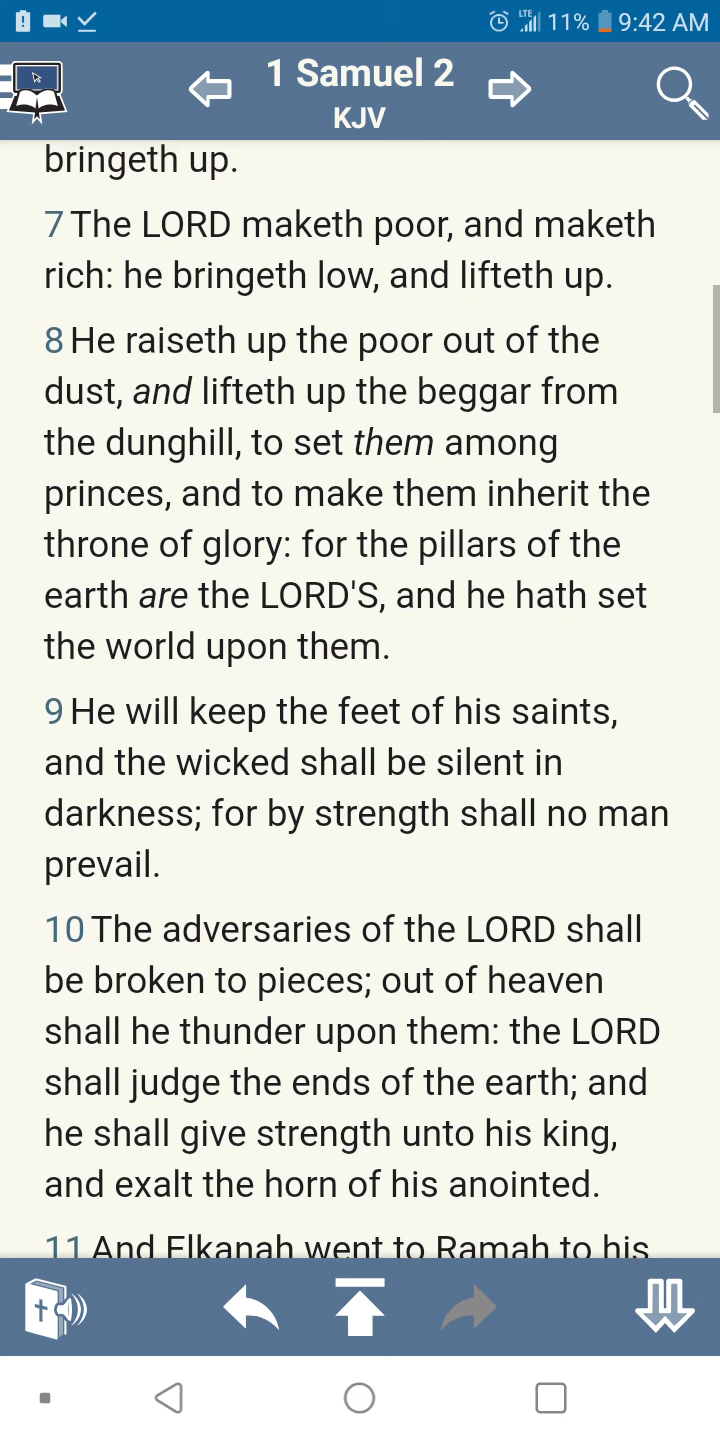 LTE 11% 9:42 AM
1 Samuel 2
KJV
bringeth up.
7 The LORD maketh poor, and maketh
rich: he bringeth low, and lifteth up.
8 He raiseth up the poor out of the
dust, and lifteth up the beggar from
the dunghill, to set them among
princes, and to make them inherit the
throne of glory: for the pillars of the
earth are the LORD'S, and he hath set
the world upon them.
9 He will keep the feet of his saints,
and the wicked shall be silent in
darkness; for by strength shall no man
prevail.
10 The adversaries of the LORD shall
be broken to pieces; out of heaven
shall he thunder upon them: the LORD
shall judge the ends of the earth; and
he shall give strength unto his king,
and exalt the horn of his anointed.
11 And Elkanah went to Ramah to his